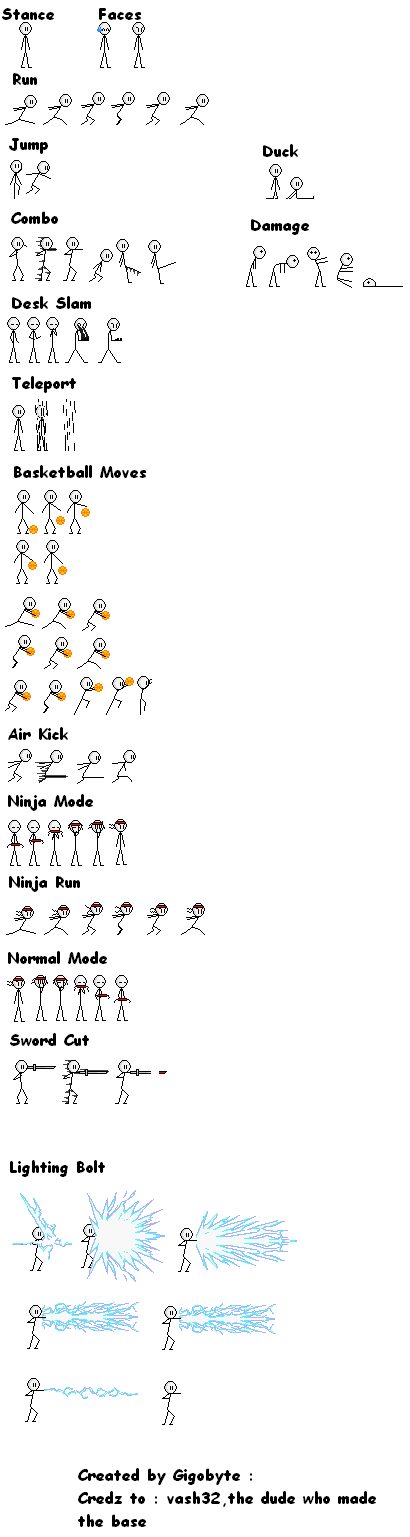 Stance Faces
Run
Jump
Duck
Combo
Damage
Desk Slam
Teleport
Basketball Moves
Air Kick
Ninja Mode
Ninja Run
Normal Mode
Sword Cut
Lighting Bolt
Created by Gigobyte :
Credz to : vash32,the dude who made
the base